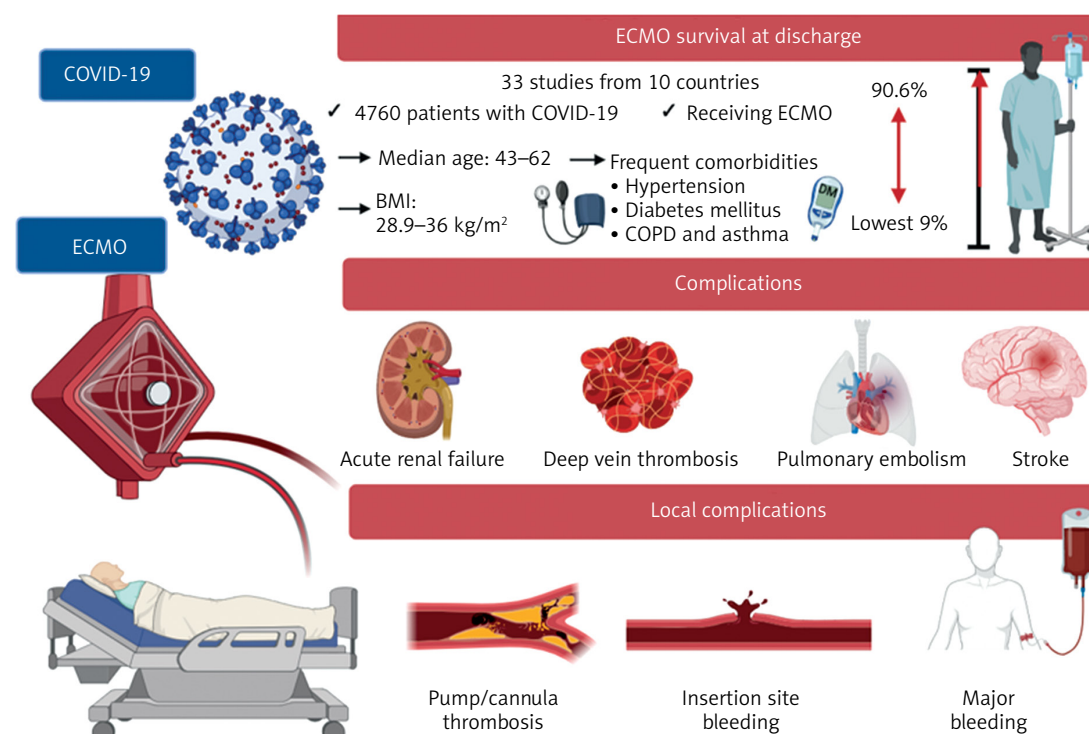 COVID-19
ECMO
ECMO survival at discharge
33 studies from 10 countries
✓ 4760 patients with COVID-19 ✓ Receiving ECMO
Median age: 43–62
BMI:
28.9–36 kg/m²
Frequent comorbidities
• Hypertension
• Diabetes mellitus
• COPD and asthma
DM
90.6%
Lowest 9%
Complications
Acute renal failure
Deep vein thrombosis
Pulmonary embolism
Stroke
Local complications
Pump/cannula
thrombosis
Insertion site
bleeding
Major
bleeding